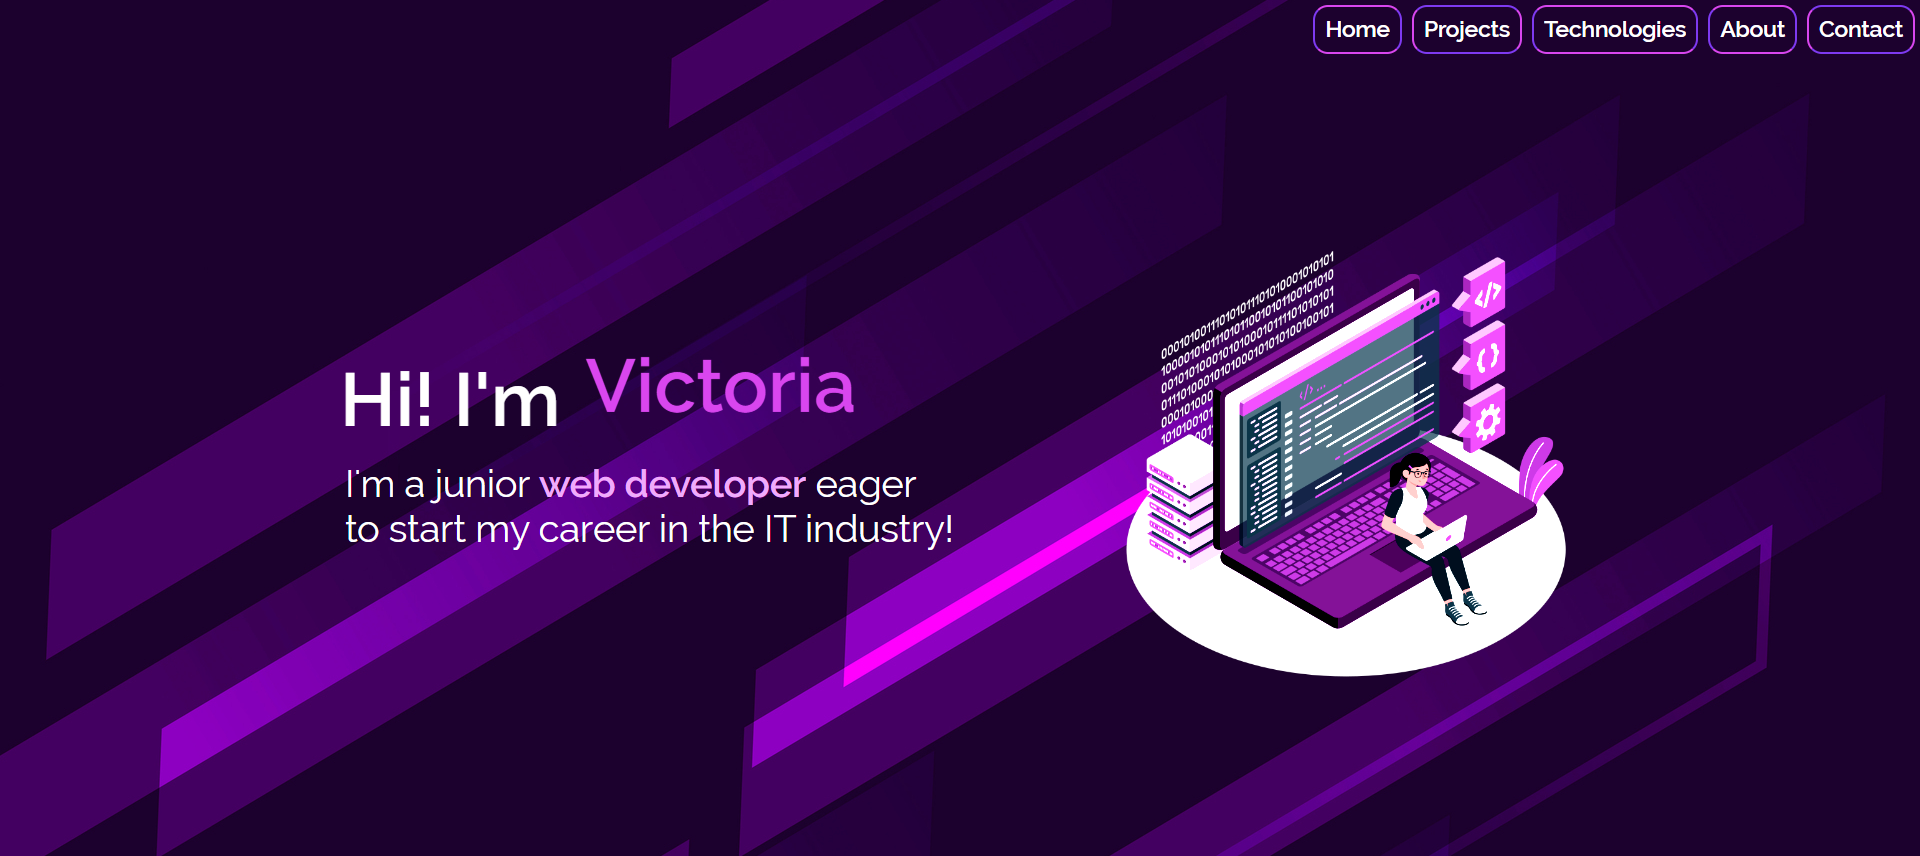 Home Projects Technologies About Contact
Hi! I'm Victoria
I'm a junior web developer eager
to start my career in the IT industry!